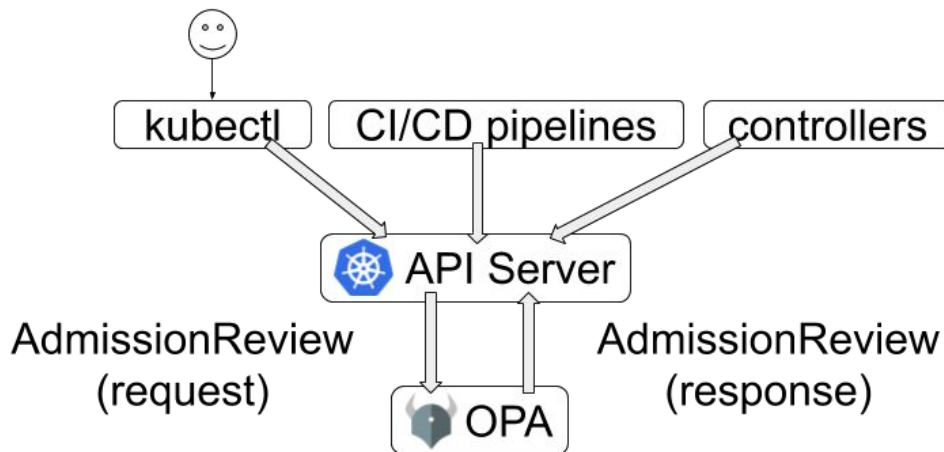 kubectl
CI/CD pipelines
controllers
API Server
AdmissionReview
(request)
AdmissionReview
(response)
OPA